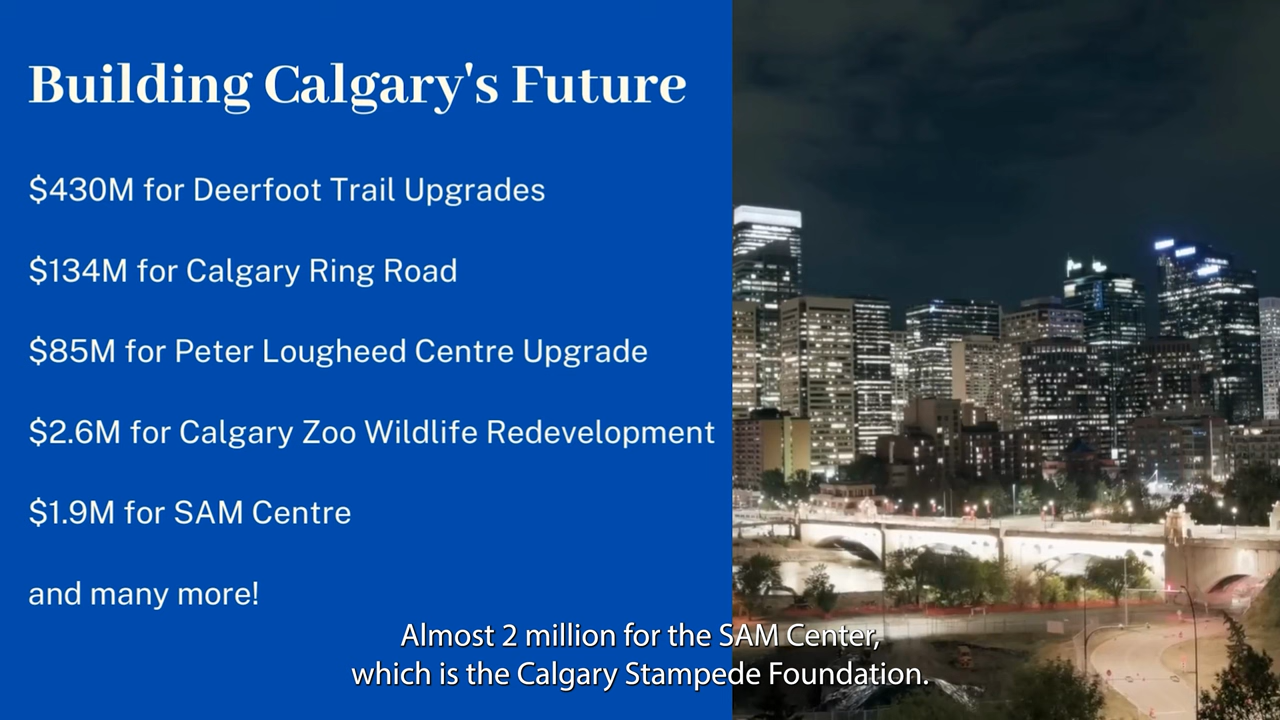 Building Calgary's Future
$430M for Deerfoot Trail Upgrades
$134M for Calgary Ring Road
$85M for Peter Lougheed Centre Upgrade
$2.6M for Calgary Zoo Wildlife Redevelopment
$1.9M for SAM Centre
and many more!
Almost 2 million for the SAM Center,
which is the Calgary Stampede Foundation.